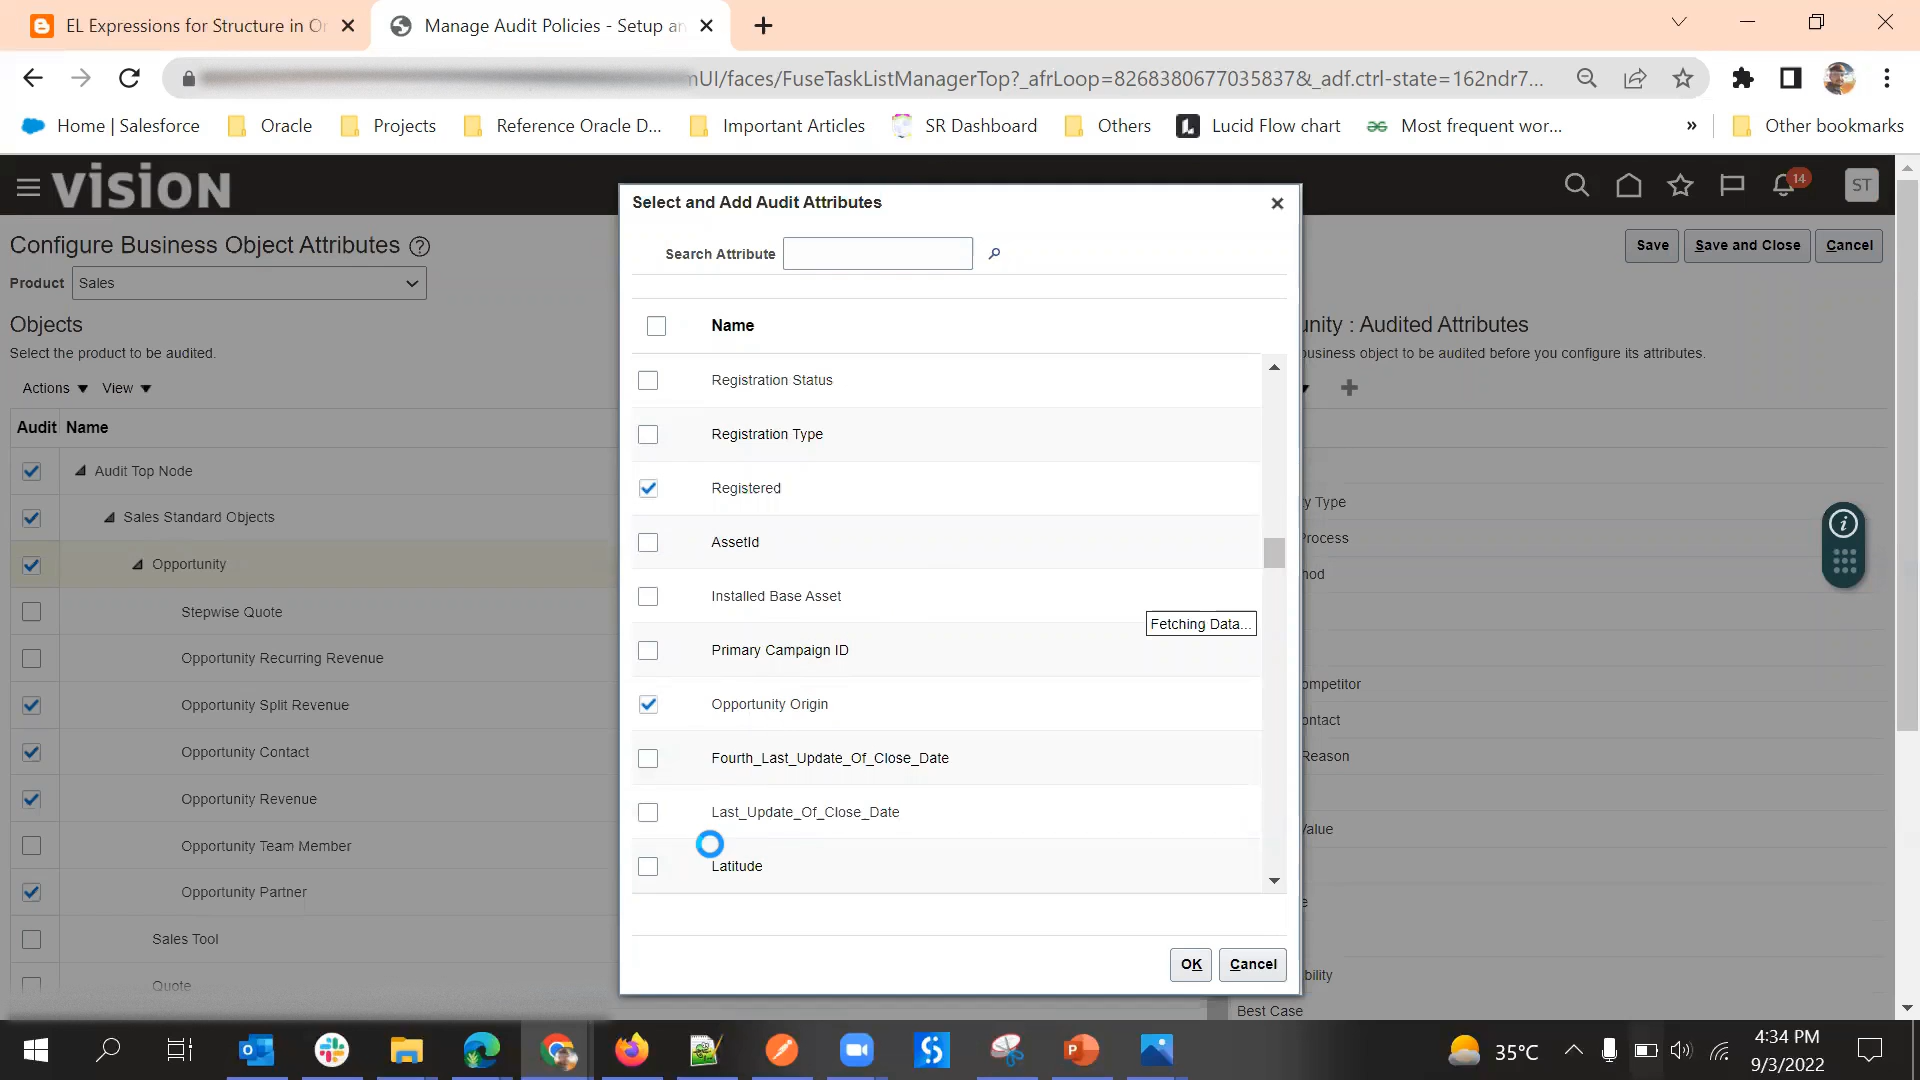 EL Expressions for Structure in Or
Manage Audit Policies - Setup an
nUI/faces/FuseTaskListManagerTop?_afrLoop=8268380677035837&_adf.ctrl-state=162ndr7...
Home | Salesforce
Oracle
Projects
Reference Oracle D...
Important Articles
SR Dashboard
Others
Lucid Flow chart
Most frequent wor...
»
Other bookmarks
VISION
14
ST
Configure Business Object Attributes
Save
Save and Close
Cancel
Product
Sales
Objects
Select the product to be audited.
Actions
View
Audit
Name
Audit Top Node
Sales Standard Objects
Opportunity
Stepwise Quote
Opportunity Recurring Revenue
Opportunity Split Revenue
Opportunity Contact
Opportunity Revenue
Opportunity Team Member
Opportunity Partner
Sales Tool
Quote
Select and Add Audit Attributes
Search Attribute
Name
Registration Status
Registration Type
Registered
AssetId
Installed Base Asset
Fetching Data...
Primary Campaign ID
Opportunity Origin
Fourth_Last_Update_Of_Close_Date
Last_Update_Of_Close_Date
Latitude
OK
Cancel
unity : Audited Attributes
business object to be audited before you configure its attributes.
y Type
Process
hod
ompetitor
ontact
Reason
Value
e
bility
Best Case
35°C
4:34 PM
9/3/2022